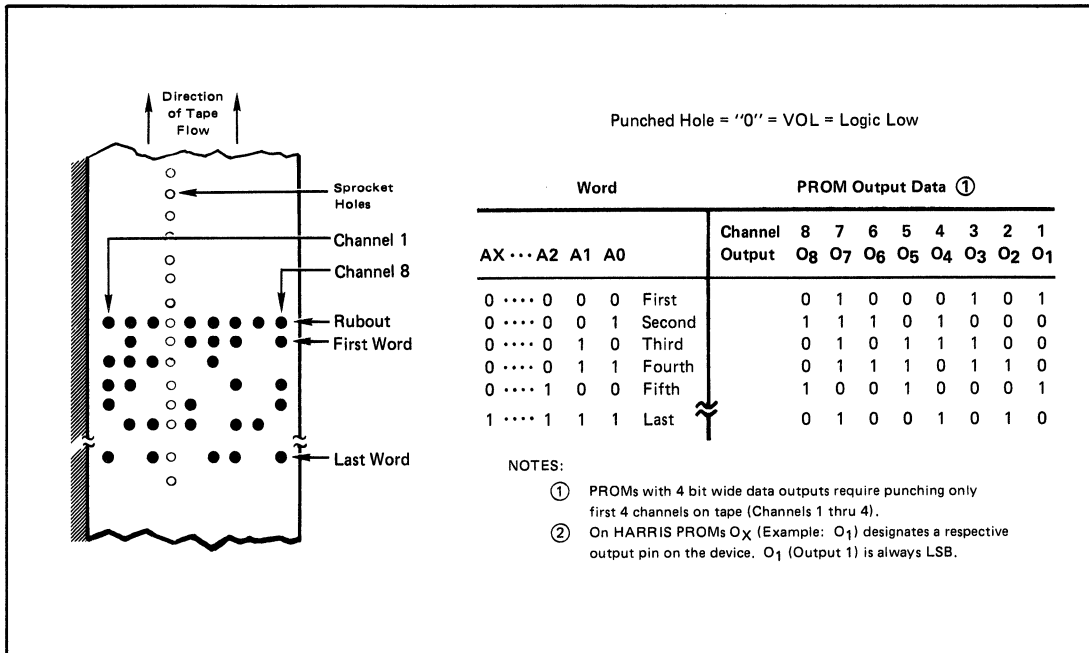 Direction
of Tape
Flow
Sprocket
Holes
Channel 1
Channel 8
Rubout
First Word
Last Word
Punched Hole = "0" = VOL = Logic Low
Word PROM Output Data ①
Channel 8 7 6 5 4 3 2 1
AX ··· A2 A1 A0 Output O8 O7 O6 O5 O4 O3 O2 O1
0 ···· 0 0 0 First 0 1 0 0 0 1 0 1
0 ···· 0 0 1 Second 1 1 1 0 1 0 0 0
0 ···· 0 1 0 Third 0 1 0 1 1 1 0 0
0 ···· 0 1 1 Fourth 0 1 1 1 0 1 1 0
0 ···· 1 0 0 Fifth 1 0 0 1 0 0 0 1
1 ···· 1 1 1 Last 0 1 0 0 1 0 1 0
NOTES:
① PROMs with 4 bit wide data outputs require punching only
first 4 channels on tape (Channels 1 thru 4).
② On HARRIS PROMs OX (Example: O1) designates a respective
output pin on the device. O1 (Output 1) is always LSB.